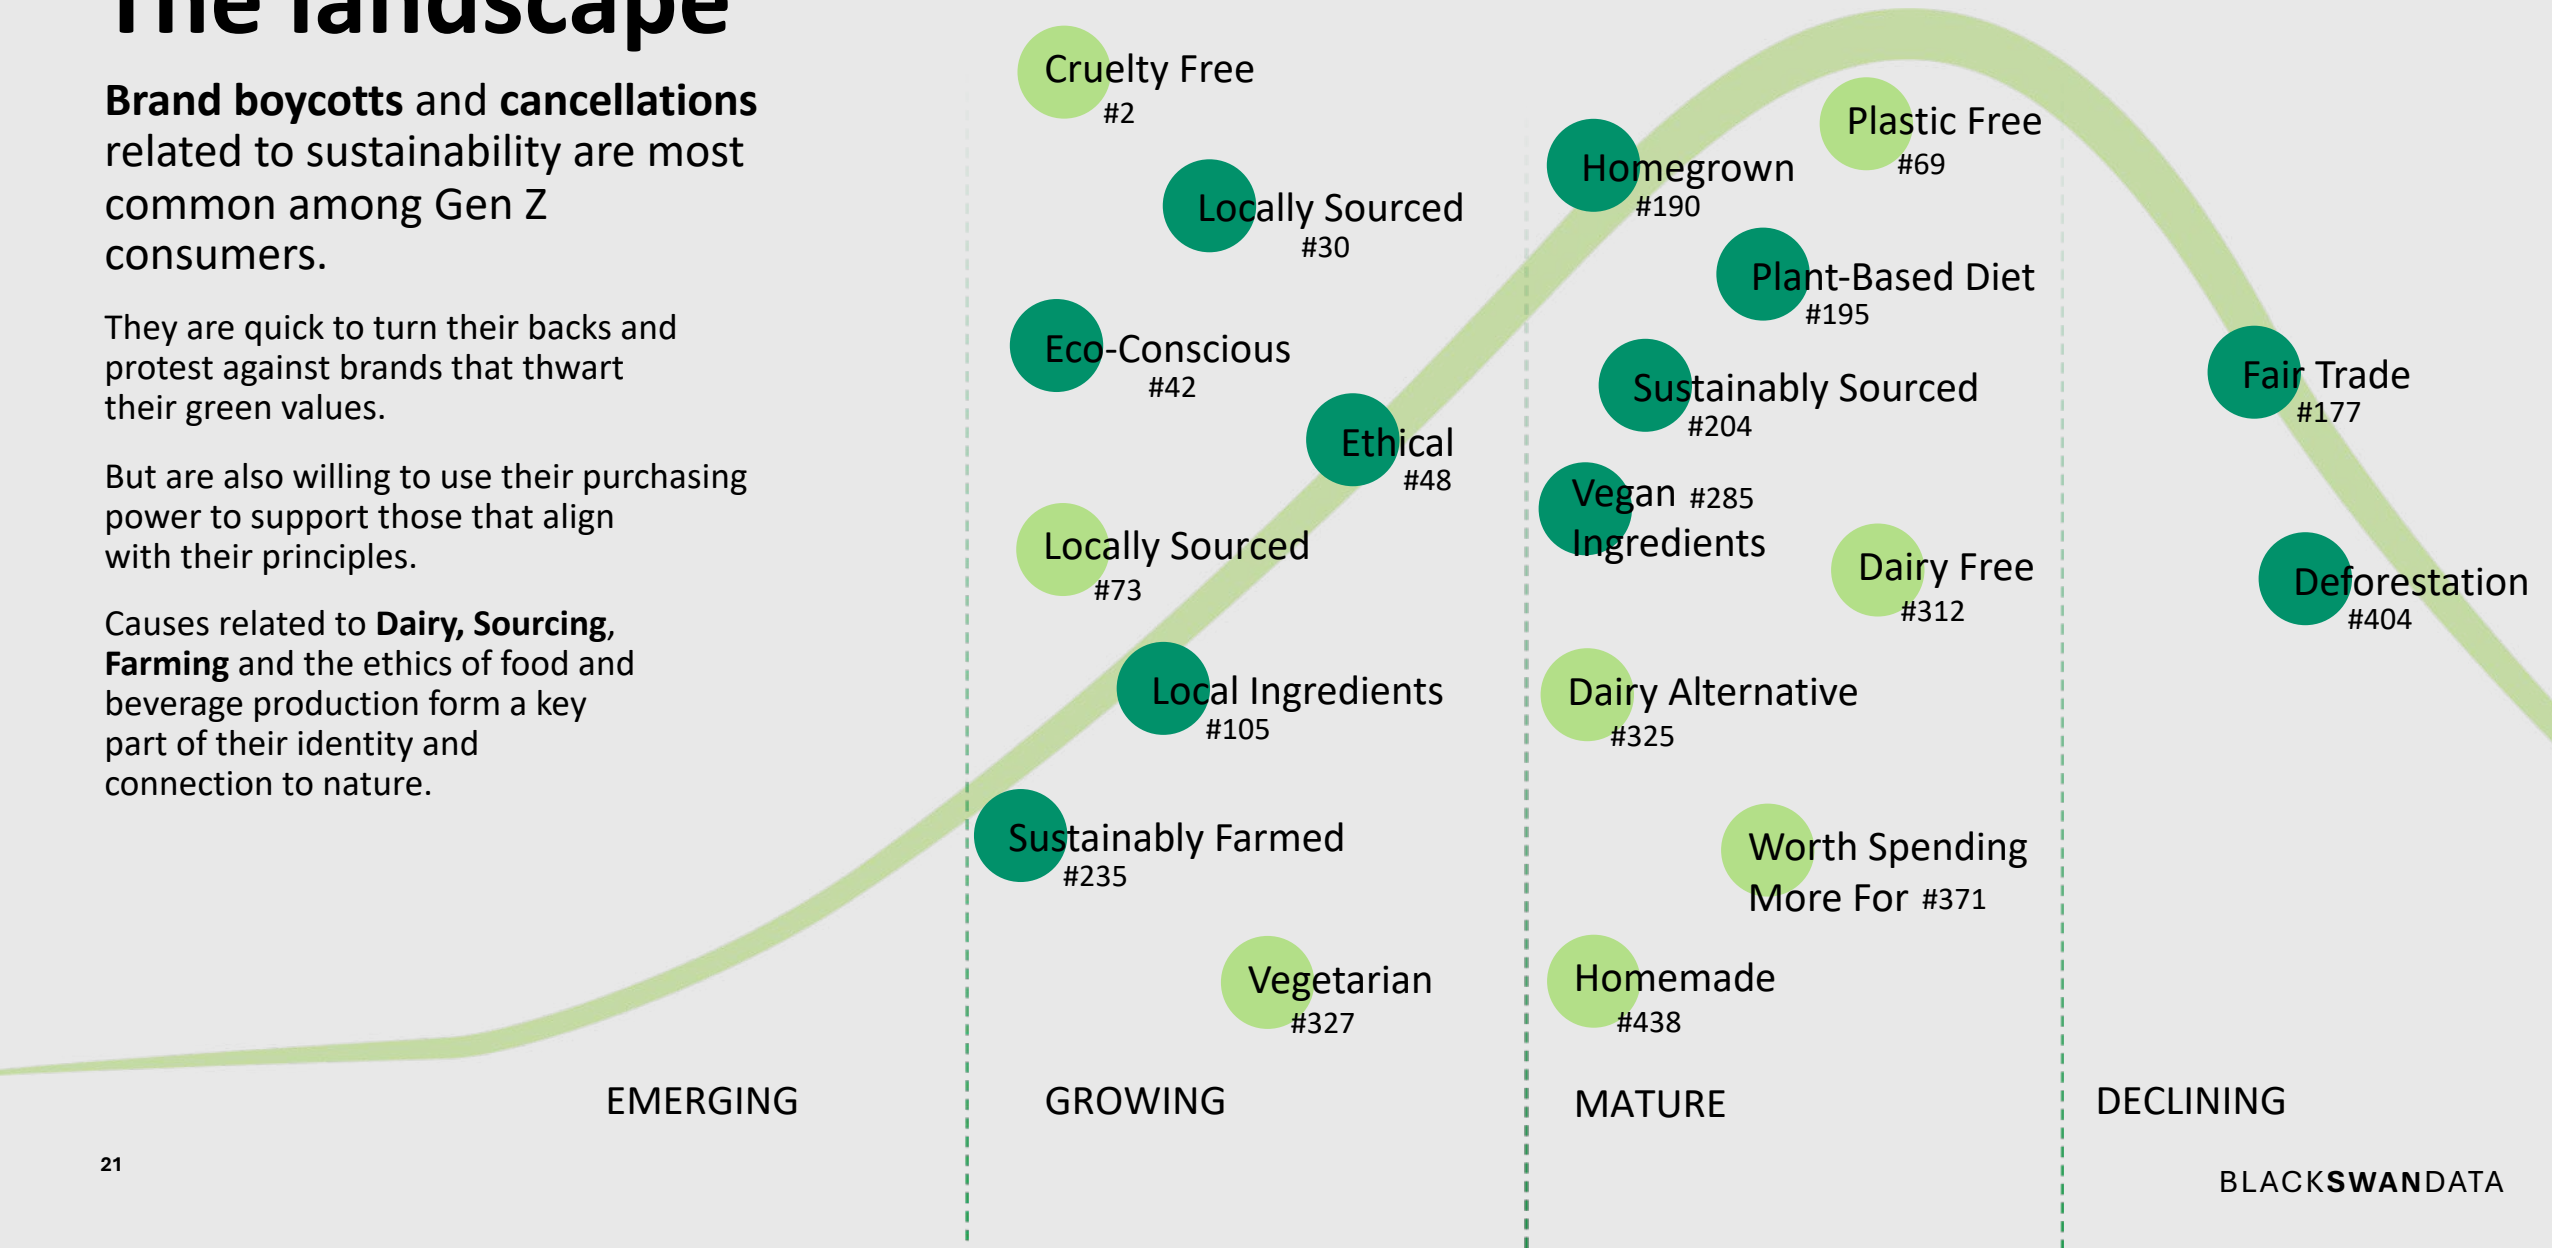 The landscape
Brand boycotts and cancellations
related to sustainability are most
common among Gen Z
consumers.
They are quick to turn their backs and
protest against brands that thwart
their green values.
But are also willing to use their purchasing
power to support those that align
with their principles.
Causes related to Dairy, Sourcing,
Farming and the ethics of food and
beverage production form a key
part of their identity and
connection to nature.
Cruelty Free
#2
Locally Sourced
#30
Eco-Conscious
#42
Ethical
#48
Locally Sourced
#73
Local Ingredients
#105
Sustainably Farmed
#235
Vegetarian
#327
Plastic Free
#69
Homegrown
#190
Plant-Based Diet
#195
Sustainably Sourced
#204
Vegan #285
Ingredients
Dairy Free
#312
Dairy Alternative
#325
Worth Spending
More For #371
Homemade
#438
Fair Trade
#177
Deforestation
#404
EMERGING
GROWING
MATURE
DECLINING
21
BLACKSWANDATA